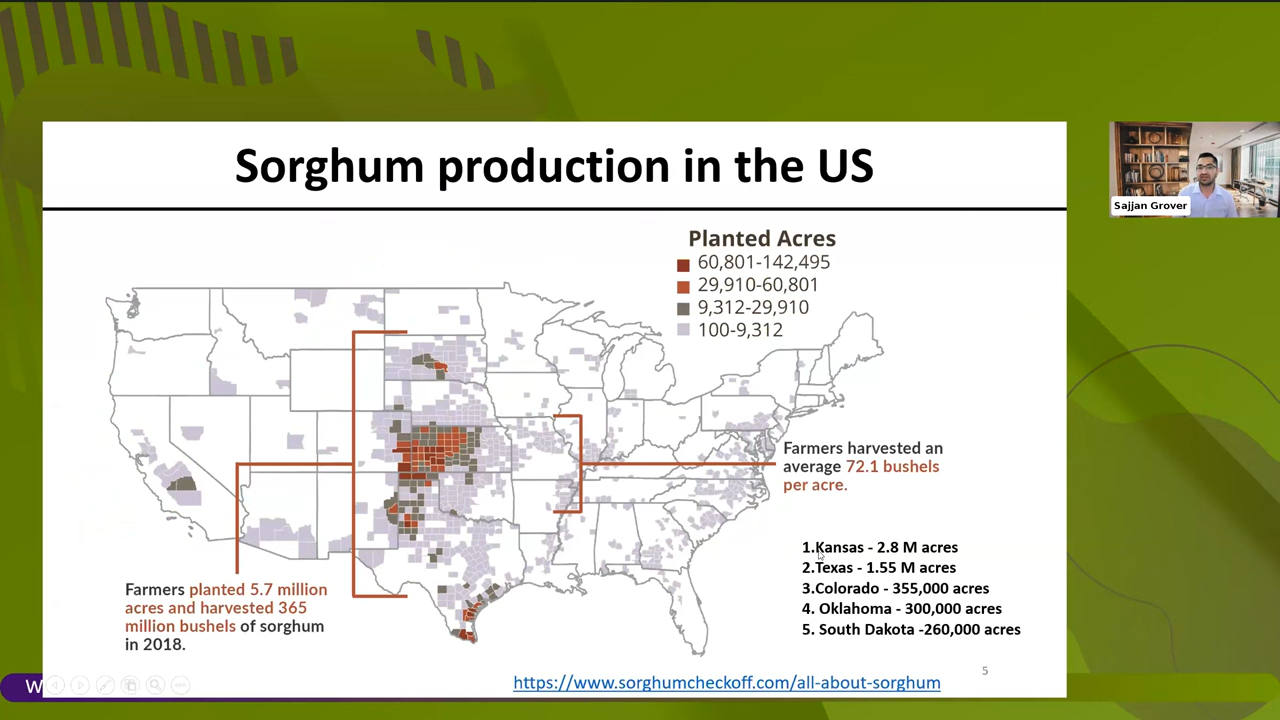 Sorghum production in the US
Sajjan Grover
Planted Acres
60,801-142,495
29,910-60,801
9,312-29,910
100-9,312
Farmers harvested an
average 72.1 bushels
per acre.
1.Kansas - 2.8 M acres
2.Texas - 1.55 M acres
3.Colorado - 355,000 acres
4. Oklahoma - 300,000 acres
5. South Dakota -260,000 acres
Farmers planted 5.7 million
acres and harvested 365
million bushels of sorghum
in 2018.
5
https://www.sorghumcheckoff.com/all-about-sorghum
W